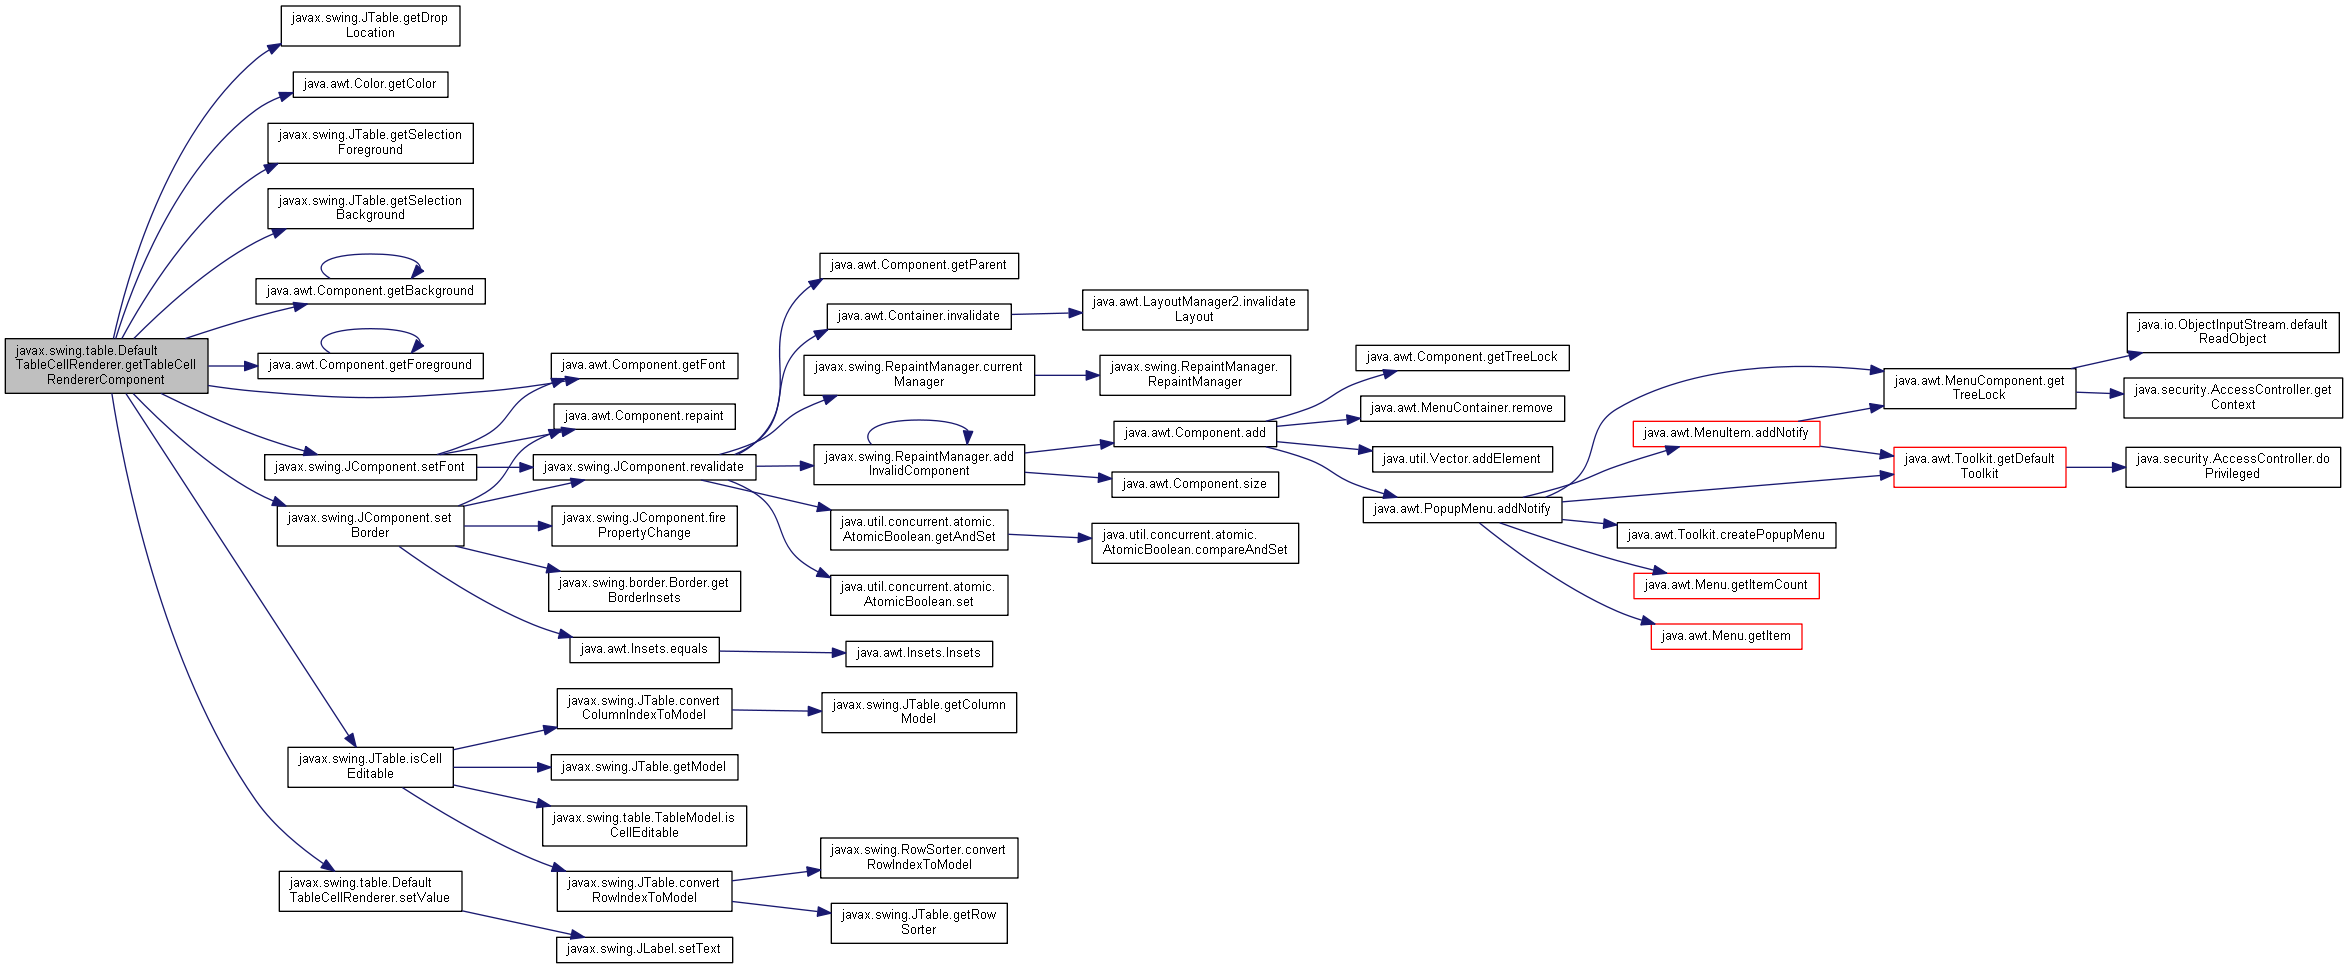 javax.swing.JTable.getDrop
Location
java.awt.Color.getColor
javax.swing.JTable.getSelection
Foreground
javax.swing.JTable.getSelection
Background
java.awt.Component.getBackground
javax.swing.table.Default
TableCellRenderer.getTableCell
RendererComponent
java.awt.Component.getForeground
javax.swing.JComponent.setFont
javax.swing.JComponent.set
Border
javax.swing.JTable.isCell
Editable
javax.swing.table.Default
TableCellRenderer.setValue
java.awt.Component.getFont
java.awt.Component.repaint
javax.swing.JComponent.revalidate
javax.swing.JComponent.fire
PropertyChange
javax.swing.border.Border.get
BorderInsets
java.awt.Insets.equals
javax.swing.JTable.convert
ColumnIndexToModel
javax.swing.JTable.getModel
javax.swing.table.TableModel.is
CellEditable
javax.swing.JTable.convert
RowIndexToModel
javax.swing.JLabel.setText
java.awt.Component.getParent
java.awt.Container.invalidate
javax.swing.RepaintManager.current
Manager
javax.swing.RepaintManager.add
InvalidComponent
java.util.concurrent.atomic.
AtomicBoolean.getAndSet
java.util.concurrent.atomic.
AtomicBoolean.set
java.awt.Insets.Insets
javax.swing.JTable.getColumn
Model
javax.swing.RowSorter.convert
RowIndexToModel
javax.swing.JTable.getRow
Sorter
java.awt.LayoutManager2.invalidate
Layout
javax.swing.RepaintManager.
RepaintManager
java.awt.Component.add
java.awt.Component.size
java.util.concurrent.atomic.
AtomicBoolean.compareAndSet
java.awt.Component.getTreeLock
java.awt.MenuContainer.remove
java.util.Vector.addElement
java.awt.PopupMenu.addNotify
java.awt.MenuItem.addNotify
java.awt.Toolkit.createPopupMenu
java.awt.Menu.getItemCount
java.awt.Menu.getItem
java.awt.MenuComponent.get
TreeLock
java.awt.Toolkit.getDefault
Toolkit
java.io.ObjectInputStream.default
ReadObject
java.security.AccessController.get
Context
java.security.AccessController.do
Privileged